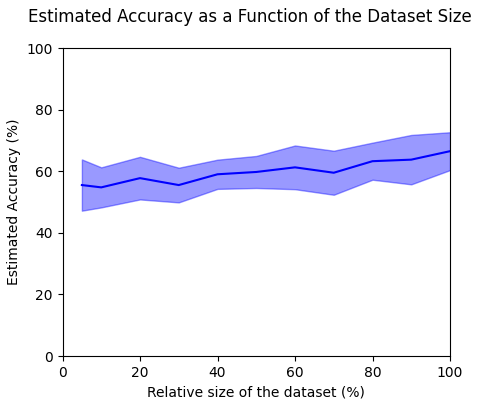 Estimated Accuracy as a Function of the Dataset Size
100
80
60
40
20
0
Estimated Accuracy (%)
0 20 40 60 80 100
Relative size of the dataset (%)